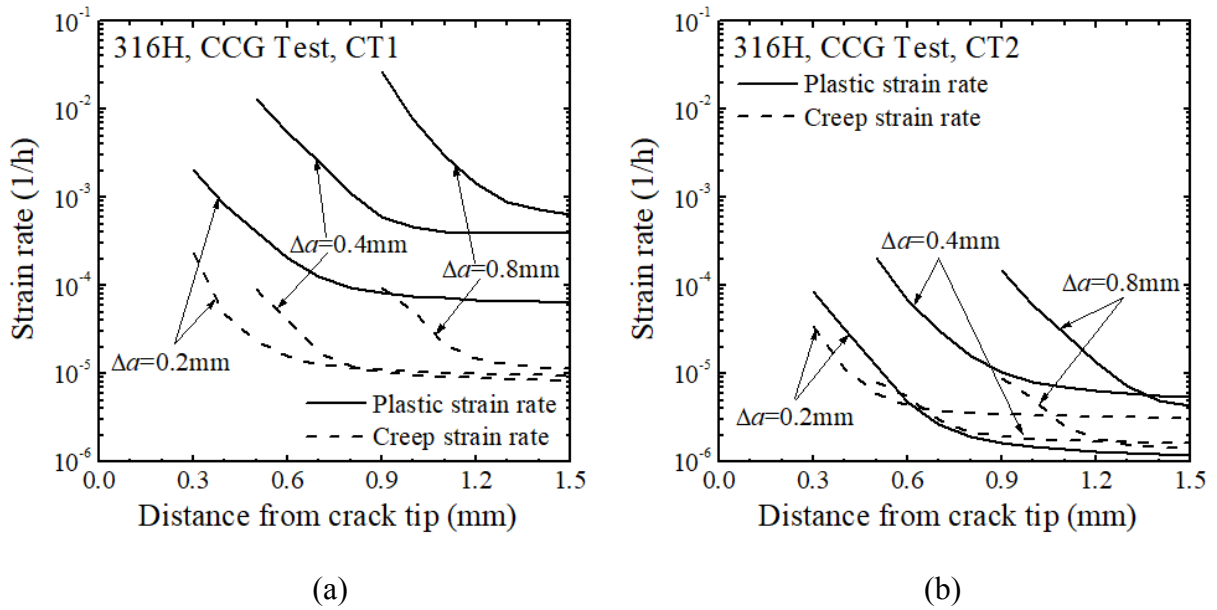 316H, CCG Test, CT1
Strain rate (1/h)
10⁻¹
10⁻²
10⁻³
10⁻⁴
10⁻⁵
10⁻⁶
Δa=0.4mm
Δa=0.8mm
Δa=0.2mm
Plastic strain rate
Creep strain rate
0.0 0.3 0.6 0.9 1.2 1.5
Distance from crack tip (mm)
(a)
316H, CCG Test, CT2
Plastic strain rate
Creep strain rate
Strain rate (1/h)
10⁻¹
10⁻²
10⁻³
10⁻⁴
10⁻⁵
10⁻⁶
Δa=0.4mm
Δa=0.8mm
Δa=0.2mm
0.0 0.3 0.6 0.9 1.2 1.5
Distance from crack tip (mm)
(b)